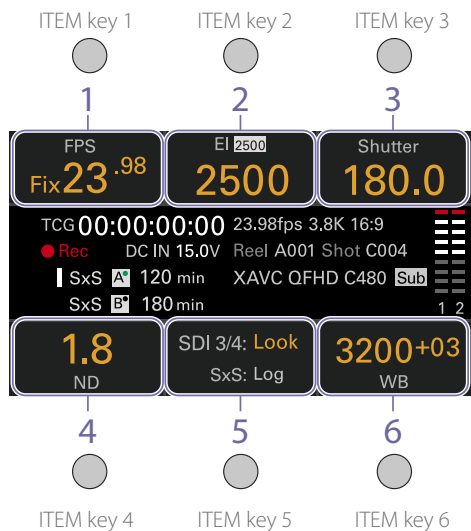 ITEM key 1 ITEM key 2 ITEM key 3
1 2 3
FPS EI 2500 Shutter
Fix23.98 2500 180.0
TCG 00:00:00:00 23.98fps 3.8K 16:9
Rec DC IN 15.0V Reel A001 Shot C004
SxS A 120 min XAVC QFHD C480 Sub
SxS B 180 min 1 2
1.8 SDI 3/4: Look 3200+03
ND SxS: Log WB
4 5 6
ITEM key 4 ITEM key 5 ITEM key 6